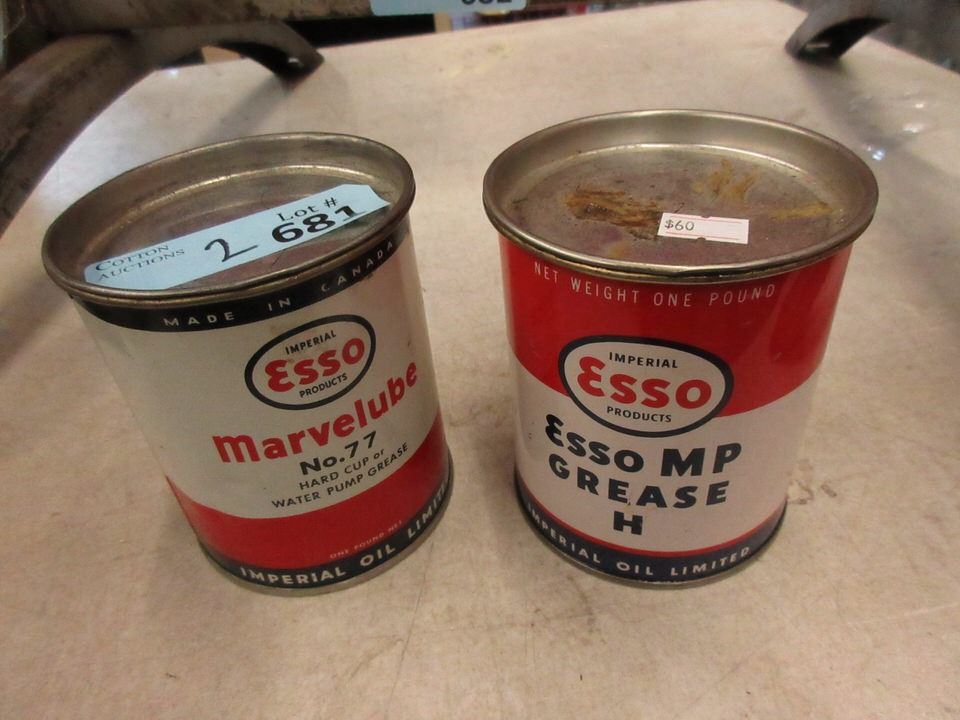 COTTON
AUCTIONS
2
Lot #
681
MADE IN CANADA
IMPERIAL
Esso
PRODUCTS
Marvelube
No.77
HARD CUP or
WATER PUMP GREASE
ONE POUND NET
IMPERIAL OIL LIMITED
$60
NET WEIGHT ONE POUND
IMPERIAL
Esso
PRODUCTS
Esso MP
GREASE
H
IMPERIAL OIL LIMITED